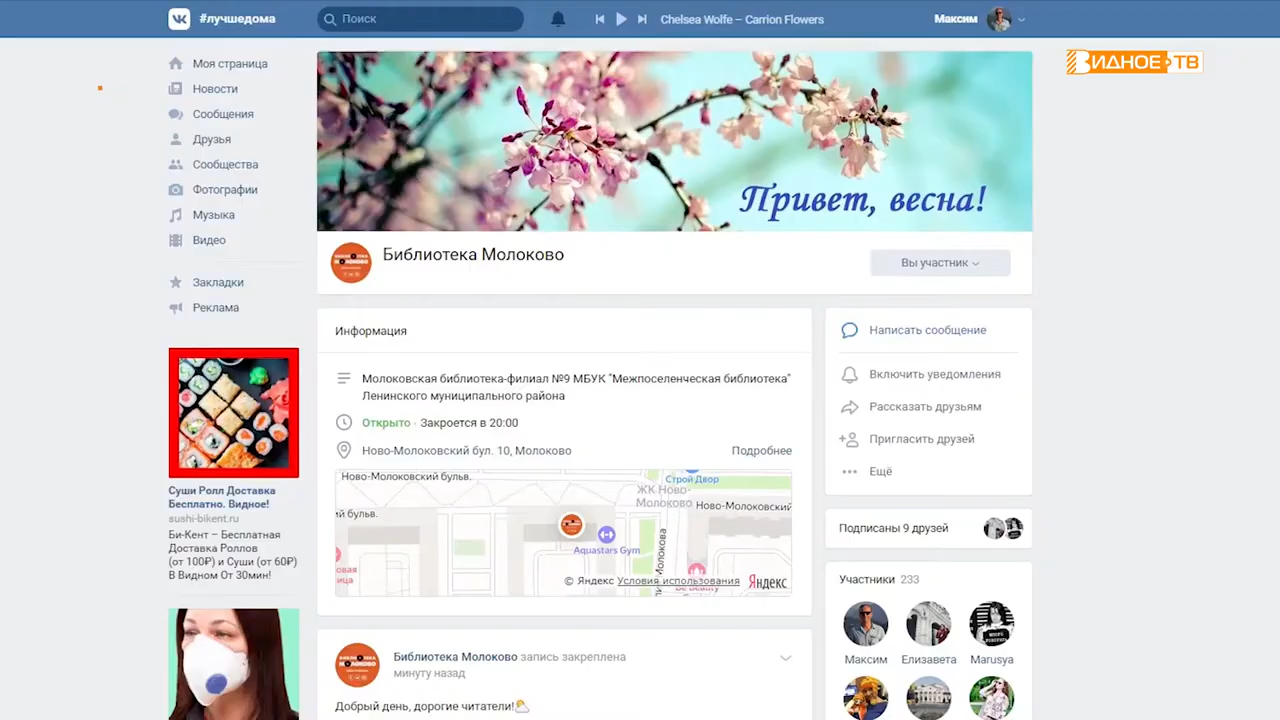 #лучшедома
Поиск
Chelsea Wolfe – Carrion Flowers
Максим
ВИДНОЕ ТВ
Моя страница
Новости
Сообщения
Друзья
Сообщества
Фотографии
Музыка
Видео
Закладки
Реклама
Суши Ролл Доставка
Бесплатно. Видное!
sushi-bikent.ru
Би-Кент – Бесплатная
Доставка Роллов
(от 100₽) и Суши (от 60₽)
В Видном От 30мин!
Привет, весна!
Библиотека Молоково
Вы участник
Информация
Молоковская библиотека-филиал №9 МБУК "Межпоселенческая библиотека"
Ленинского муниципального района
Открыто · Закроется в 20:00
Ново-Молоковский бул. 10, Молоково
Подробнее
Ново-Молоковский бульв.
Строй Двор
ЖК Ново-
Молоково
Ново-Молоковский
ий бульв.
Aquastars Gym
© Яндекс Условия использования
Яндекс
Библиотека Молоково запись закреплена
минуту назад
Добрый день, дорогие читатели!
Написать сообщение
Включить уведомления
Рассказать друзьям
Пригласить друзей
Ещё
Подписаны 9 друзей
Участники 233
Максим
Елизавета
Marusya